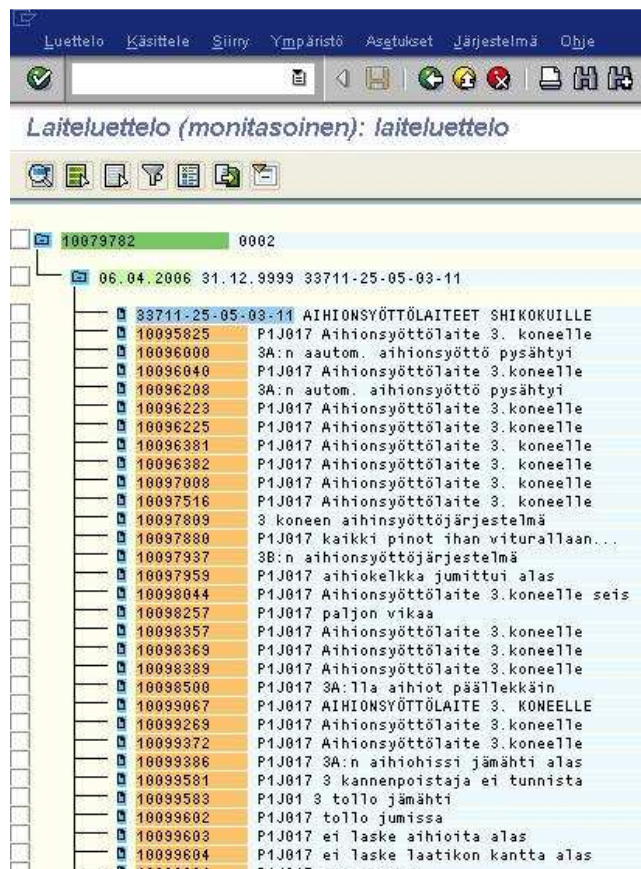 Luettelo Käsittele Siirry Ympäristö Asetukset Järjestelmä Ohje
Laiteluettelo (monitasoinen): laiteluettelo
10079782 0002
06.04.2006 31.12.9999 33711-25-05-03-11
33711-25-05-03-11 AIHIONSYÖTTÖLAITEET SHIKOKUILLE
10095825 P1J017 Aihionsyöttölaite 3. koneelle
10096000 3A:n aautom. aihionsyöttö pysähtyi
10096040 P1J017 Aihionsyöttölaite 3.koneelle
10096208 3A:n autom. aihionsyöttö pysähtyi
10096223 P1J017 Aihionsyöttölaite 3.koneelle
10096225 P1J017 Aihionsyöttölaite 3.koneelle
10096381 P1J017 Aihionsyöttölaite 3. koneelle
10096382 P1J017 Aihionsyöttölaite 3. koneelle
10097008 P1J017 Aihionsyöttölaite 3. koneelle
10097516 P1J017 Aihionsyöttölaite 3. koneelle
10097809 3 koneen aihinsyöttöjärjestelmä
10097880 P1J017 kaikki pinot ihan viturallaan...
10097937 3B:n aihionsyöttöjärjestelmä
10097959 P1J017 aihiokelkka jumittui alas
10098044 P1J017 Aihionsyöttölaite 3.koneelle seis
10098257 P1J017 paljon vikaa
10098357 P1J017 Aihionsyöttölaite 3.koneelle
10098369 P1J017 Aihionsyöttölaite 3.koneelle
10098389 P1J017 Aihionsyöttölaite 3.koneelle
10098500 P1J017 3A:lla aihiot päällekkäin
10099067 P1J017 AIHIONSYÖTTÖLAITE 3. KONEELLE
10099269 P1J017 Aihionsyöttölaite 3.koneelle
10099372 P1J017 Aihionsyöttölaite 3.koneelle
10099386 P1J017 3A:n aihiohissi jämähti alas
10099581 P1J017 3 kannenpoistaja ei tunnista
10099583 P1J01 3 tollo jämähti
10099602 P1J017 tollo jumissa
10099603 P1J017 ei laske aihioita alas
10099604 P1J017 ei laske laatikon kantta alas